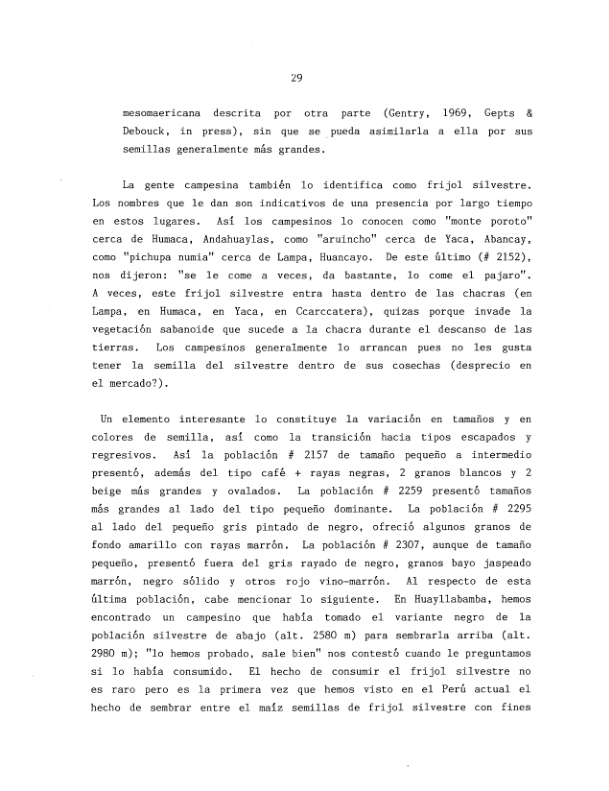 29
mesomaericana descrita por otra parte (Gentry, 1969, Gepts &
Debouck, in press), sin que se pueda asimilarla a ella por sus
semillas generalmente más grandes.
La gente campesina también lo identifica como frijol silvestre.
Los nombres que le dan son indicativos de una presencia por largo tiempo
en estos lugares. Así los campesinos lo conocen como "monte poroto"
cerca de Humaca, Andahuaylas, como "aruincho" cerca de Yaca, Abancay,
como "pichupa numia" cerca de Lampa, Huancayo. De este último (# 2152),
nos dijeron: "se le come a veces, da bastante, lo come el pajaro".
A veces, este frijol silvestre entra hasta dentro de las chacras (en
Lampa, en Humaca, en Yaca, en Ccarccatera), quizas porque invade la
vegetación sabanoide que sucede a la chacra durante el descanso de las
tierras. Los campesinos generalmente lo arrancan pues no les gusta
tener la semilla del silvestre dentro de sus cosechas (desprecio en
el mercado?).
Un elemento interesante lo constituye la variación en tamaños y en
colores de semilla, así como la transición hacia tipos escapados y
regresivos. Así la población # 2157 de tamaño pequeño a intermedio
presentó, además del tipo café + rayas negras, 2 granos blancos y 2
beige más grandes y ovalados. La población # 2259 presentó tamaños
más grandes al lado del tipo pequeño dominante. La población # 2295
al lado del pequeño gris pintado de negro, ofreció algunos granos de
fondo amarillo con rayas marrón. La población # 2307, aunque de tamaño
pequeño, presentó fuera del gris rayado de negro, granos bayo jaspeado
marrón, negro sólido y otros rojo vino-marrón. Al respecto de esta
última población, cabe mencionar lo siguiente. En Huayllabamba, hemos
encontrado un campesino que había tomado el variante negro de la
población silvestre de abajo (alt. 2580 m) para sembrarla arriba (alt.
2980 m); "lo hemos probado, sale bien" nos contestó cuando le preguntamos
si lo había consumido. El hecho de consumir el frijol silvestre no
es raro pero es la primera vez que hemos visto en el Perú actual el
hecho de sembrar entre el maíz semillas de frijol silvestre con fines